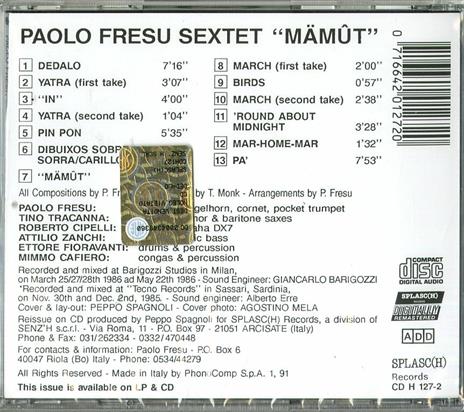 PAOLO FRESU SEXTET “MÄMÛT”
1 DEDALO 7'16"
2 YATRA (first take) 3'07"
3 * "IN" 4'00"
4 YATRA (second take) 1'04"
5 PIN PON 5'35"
6 DIBUIXOS SOBR
SORRA/CARILLO
7 "MÄMÛT"
8 MARCH (first take) 2'00"
9 BIRDS 0'57"
10 MARCH (second take) 2'38"
11 'ROUND ABOUT
MIDNIGHT 3'28"
12 MAR-HOME-MAR 1'32"
13 PA' 7'53"
0 716642 012720
All Compositions by P. F by T. Monk - Arrangements by P. Fresu
PAOLO FRESU: gelhorn, cornet, pocket trumpet
TINO TRACANNA: nor & baritone saxes
ROBERTO CIPELLI: aha DX7
ATTILIO ZANCHI: ic bass
ETTORE FIORAVANTI: drums & percussion
MIMMO CAFIERO: congas & percussion
Recorded and mixed at Barigozzi Studios in Milan,
on March 25/27/28th 1986 ad May 22th 1986 - Sound Engineer: GIANCARLO BARIGOZZI
*Recorded and mixed at "Tecno Records" in Sassari, Sardinia,
on Nov. 30th and Dec. 2nd, 1985. - Sound Engineer: Alberto Erre
Cover & lay-out: PEPPO SPAGNOLI - Cover photo: AGOSTINO MELA
Reissue on CD produced by Peppo Spagnoli for SPLASC(H) Records, a division of
SENZ'H s.c.r.l. - Via Roma, 11 - P.O. Box 97 - 21051 ARCISATE (Italy)
Phone & Fax: 031/262334 - 0332/470448
For contacts & information: Paolo Fresu - P.O. Box 6
40047 Riola (Bo) Italy - Phone: 0534/44279
All Rights Reserved - Made in Italy by PhonoComp S.p.A. 1, 91
This issue is available on LP & CD
COMPACT
disc
DIGITAL AUDIO
SPLASC(H)
DIGITALLY
REMASTERED
ADD
SPLASC(H)
Records
CD H 127-2